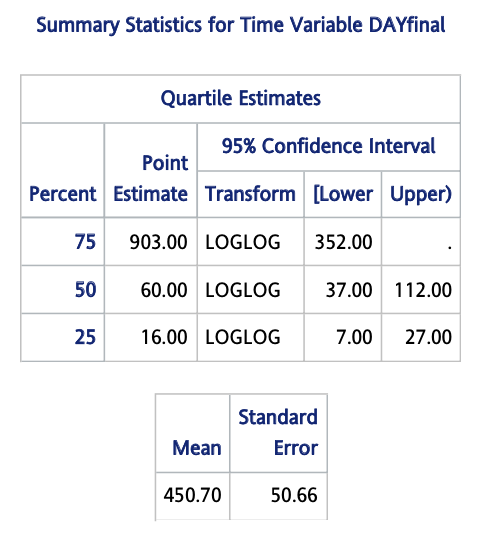 Summary Statistics for Time Variable DAYfinal
Quartile Estimates
95% Confidence Interval
Point
Percent Estimate Transform [Lower Upper)
75 903.00 LOGLOG 352.00 .
50 60.00 LOGLOG 37.00 112.00
25 16.00 LOGLOG 7.00 27.00
Standard
Mean Error
450.70 50.66